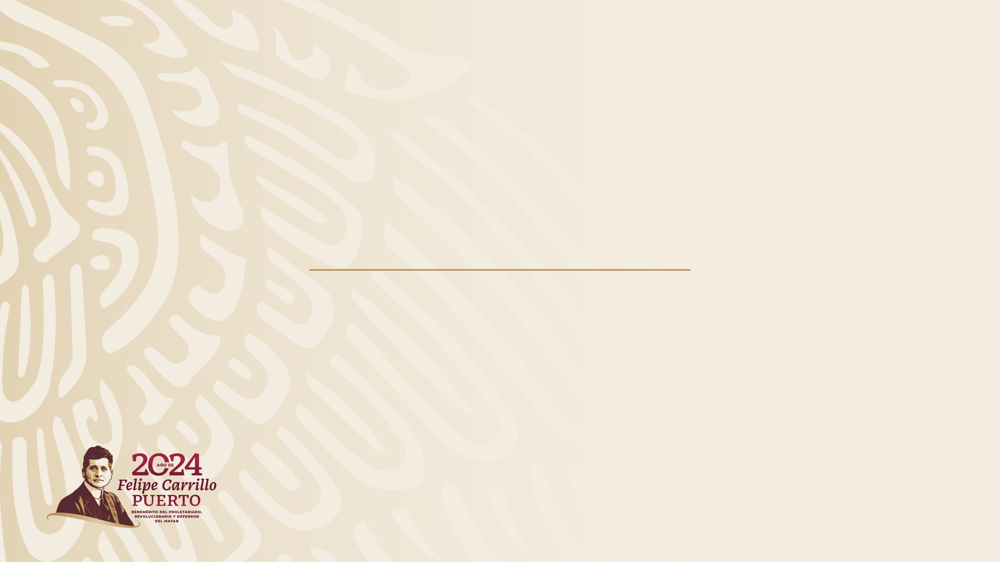 2024
AÑO DE
Felipe Carrillo
PUERTO
BENEMÉRITO DEL PROLETARIADO,
REVOLUCIONARIO Y DEFENSOR
DEL MAYAB